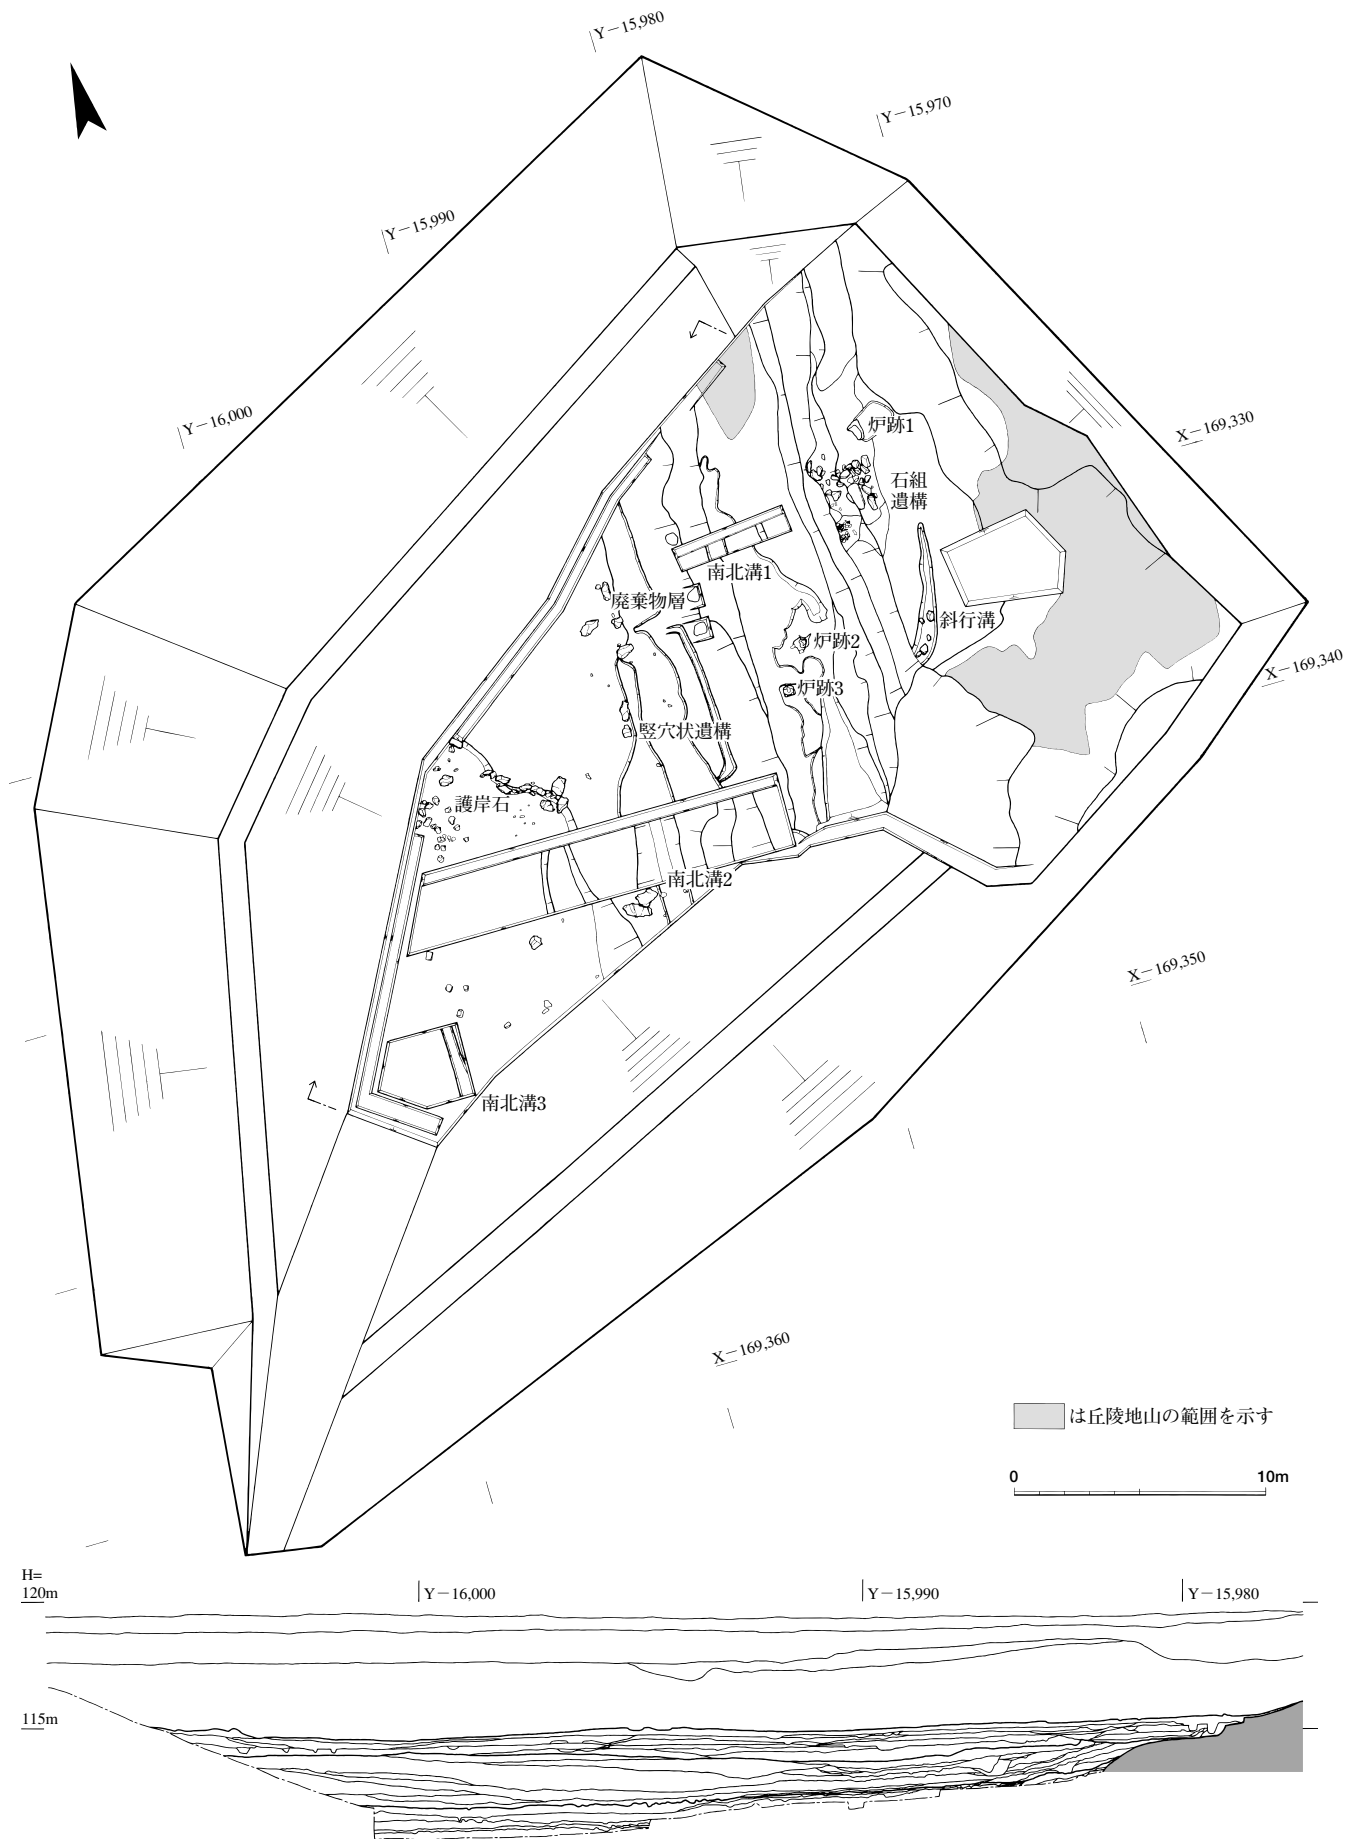 Y－15,980
Y－15,970
Y－15,990
Y－16,000
X－169,330
炉跡1
石組
遺構
南北溝1
廃棄物層
斜行溝
炉跡2
X－169,340
炉跡3
竪穴状遺構
護岸石
南北溝2
X－169,350
南北溝3
X－169,360
は丘陵地山の範囲を示す
0 10m
H=
120m
Y－16,000 Y－15,990 Y－15,980
115m